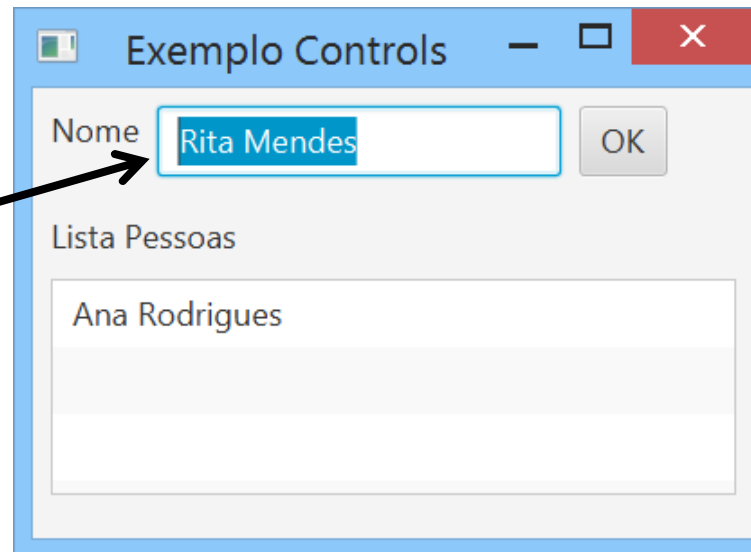 Exemplo Controls
Nome Rita Mendes OK
Lista Pessoas
Ana Rodrigues